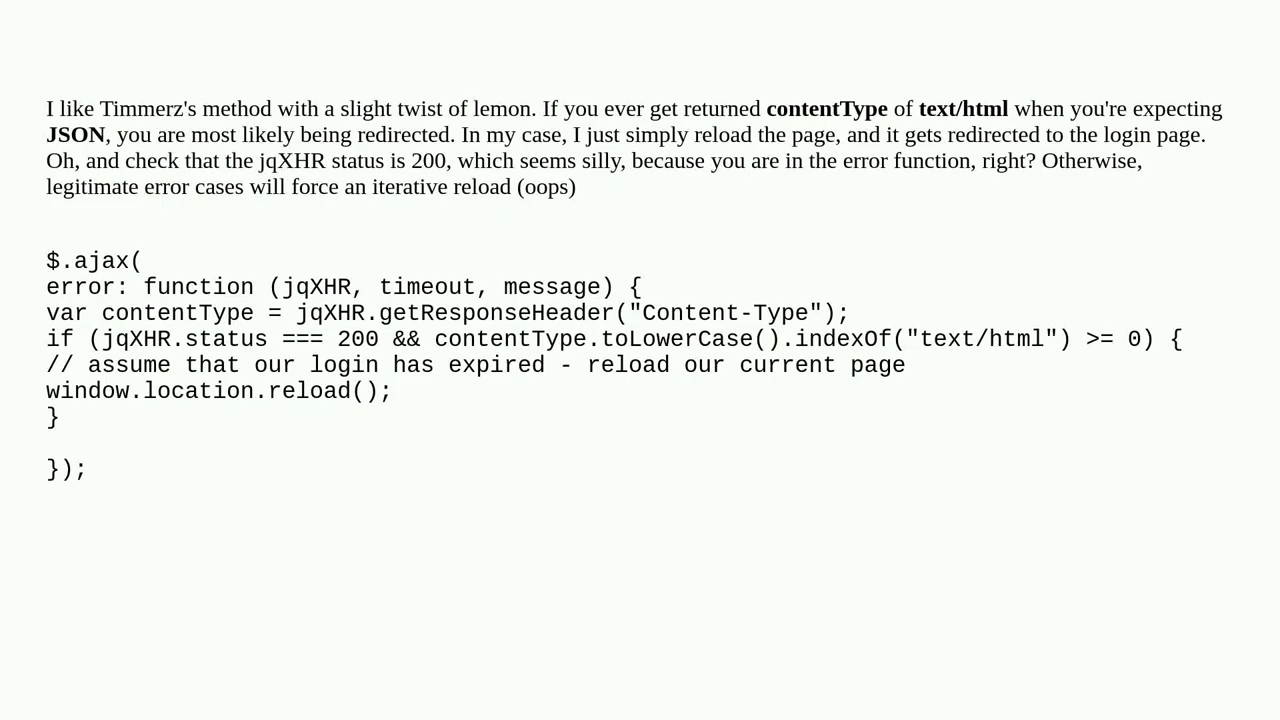 I like Timmerz's method with a slight twist of lemon. If you ever get returned contentType of text/html when you're expecting
JSON, you are most likely being redirected. In my case, I just simply reload the page, and it gets redirected to the login page.
Oh, and check that the jqXHR status is 200, which seems silly, because you are in the error function, right? Otherwise,
legitimate error cases will force an iterative reload (oops)
$.ajax(
error: function (jqXHR, timeout, message) {
var contentType = jqXHR.getResponseHeader("Content-Type");
if (jqXHR.status === 200 && contentType.toLowerCase().indexOf("text/html") >= 0) {
// assume that our login has expired - reload our current page
window.location.reload();
}
});